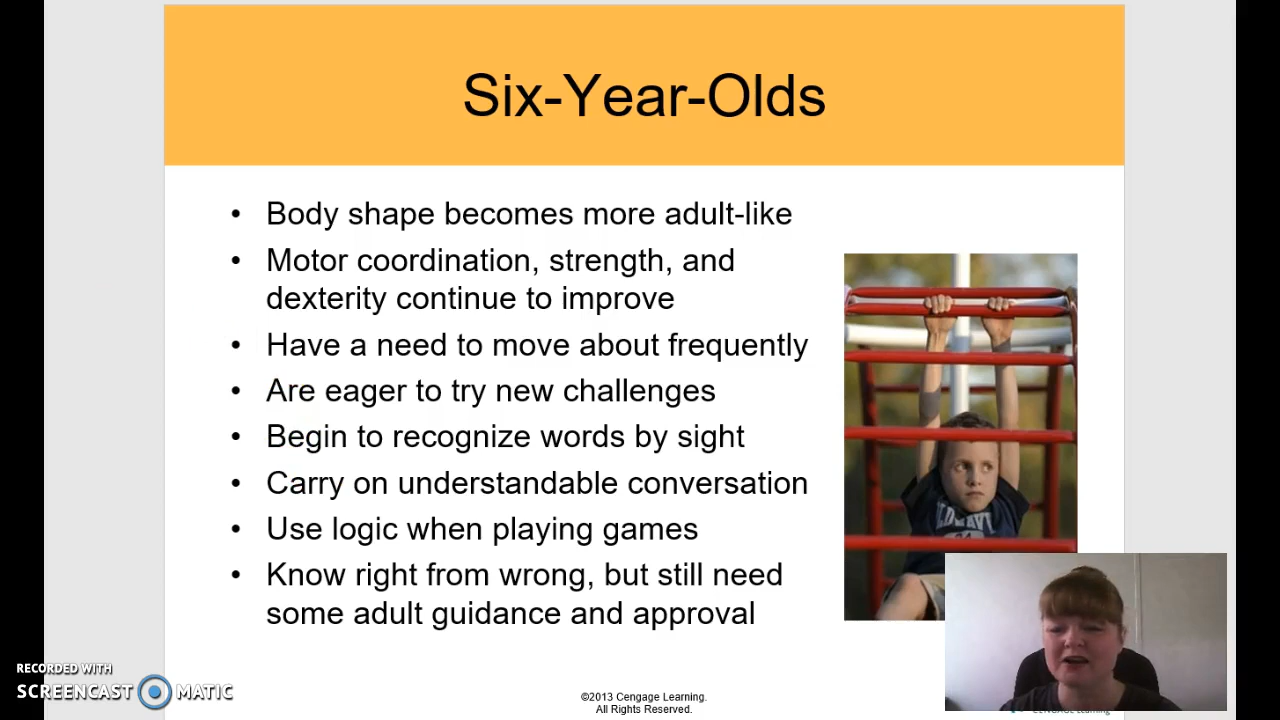 Six-Year-Olds
• Body shape becomes more adult-like
• Motor coordination, strength, and
dexterity continue to improve
• Have a need to move about frequently
• Are eager to try new challenges
• Begin to recognize words by sight
• Carry on understandable conversation
• Use logic when playing games
• Know right from wrong, but still need
some adult guidance and approval
RECORDED WITH
SCREENCAST MATIC
©2013 Cengage Learning.
All Rights Reserved.